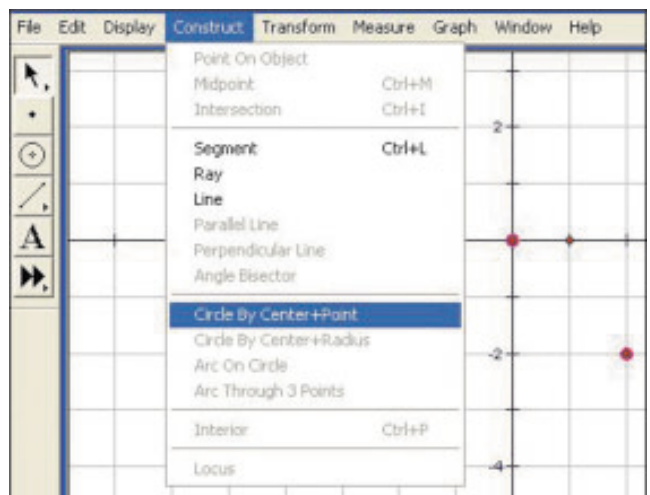 File Edit Display Construct Transform Measure Graph Window Help
Point On Object
Midpoint Ctrl+M
Intersection Ctrl+I
Segment Ctrl+L
Ray
Line
Parallel Line
Perpendicular Line
Angle Bisector
Circle By Center+Point
Circle By Center+Radius
Arc On Circle
Arc Through 3 Points
Interior Ctrl+P
Locus
A
2
-2
-4